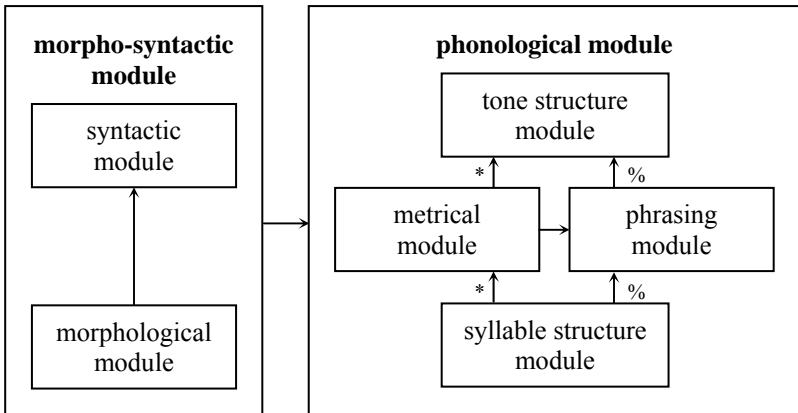 morpho-syntactic
module
syntactic
module
morphological
module
phonological module
tone structure
module
*
%
metrical
module
phrasing
module
*
%
syllable structure
module